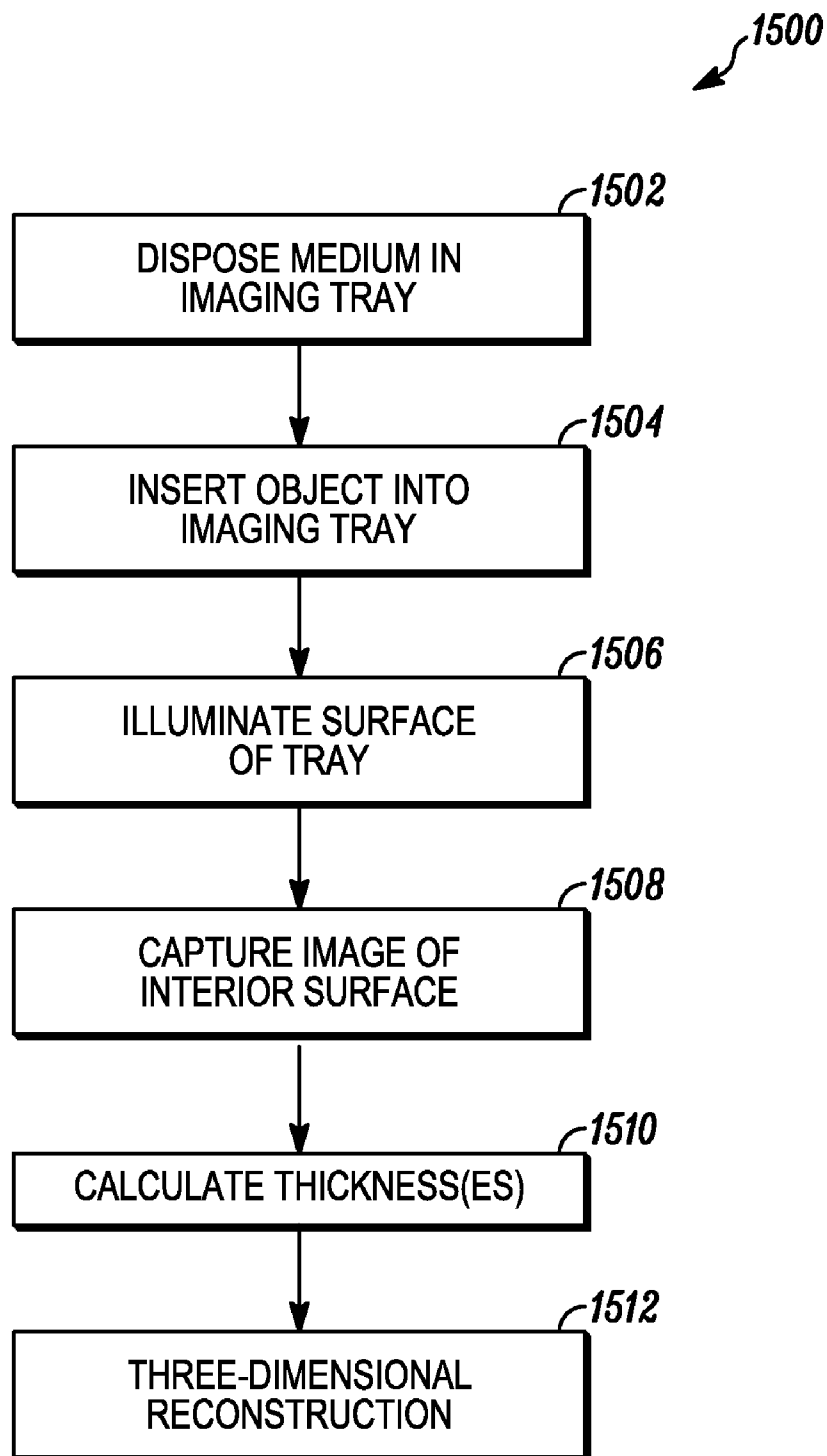 1500
1502
DISPOSE MEDIUM IN
IMAGING TRAY
1504
INSERT OBJECT INTO
IMAGING TRAY
1506
ILLUMINATE SURFACE
OF TRAY
1508
CAPTURE IMAGE OF
INTERIOR SURFACE
1510
CALCULATE THICKNESS(ES)
1512
THREE-DIMENSIONAL
RECONSTRUCTION